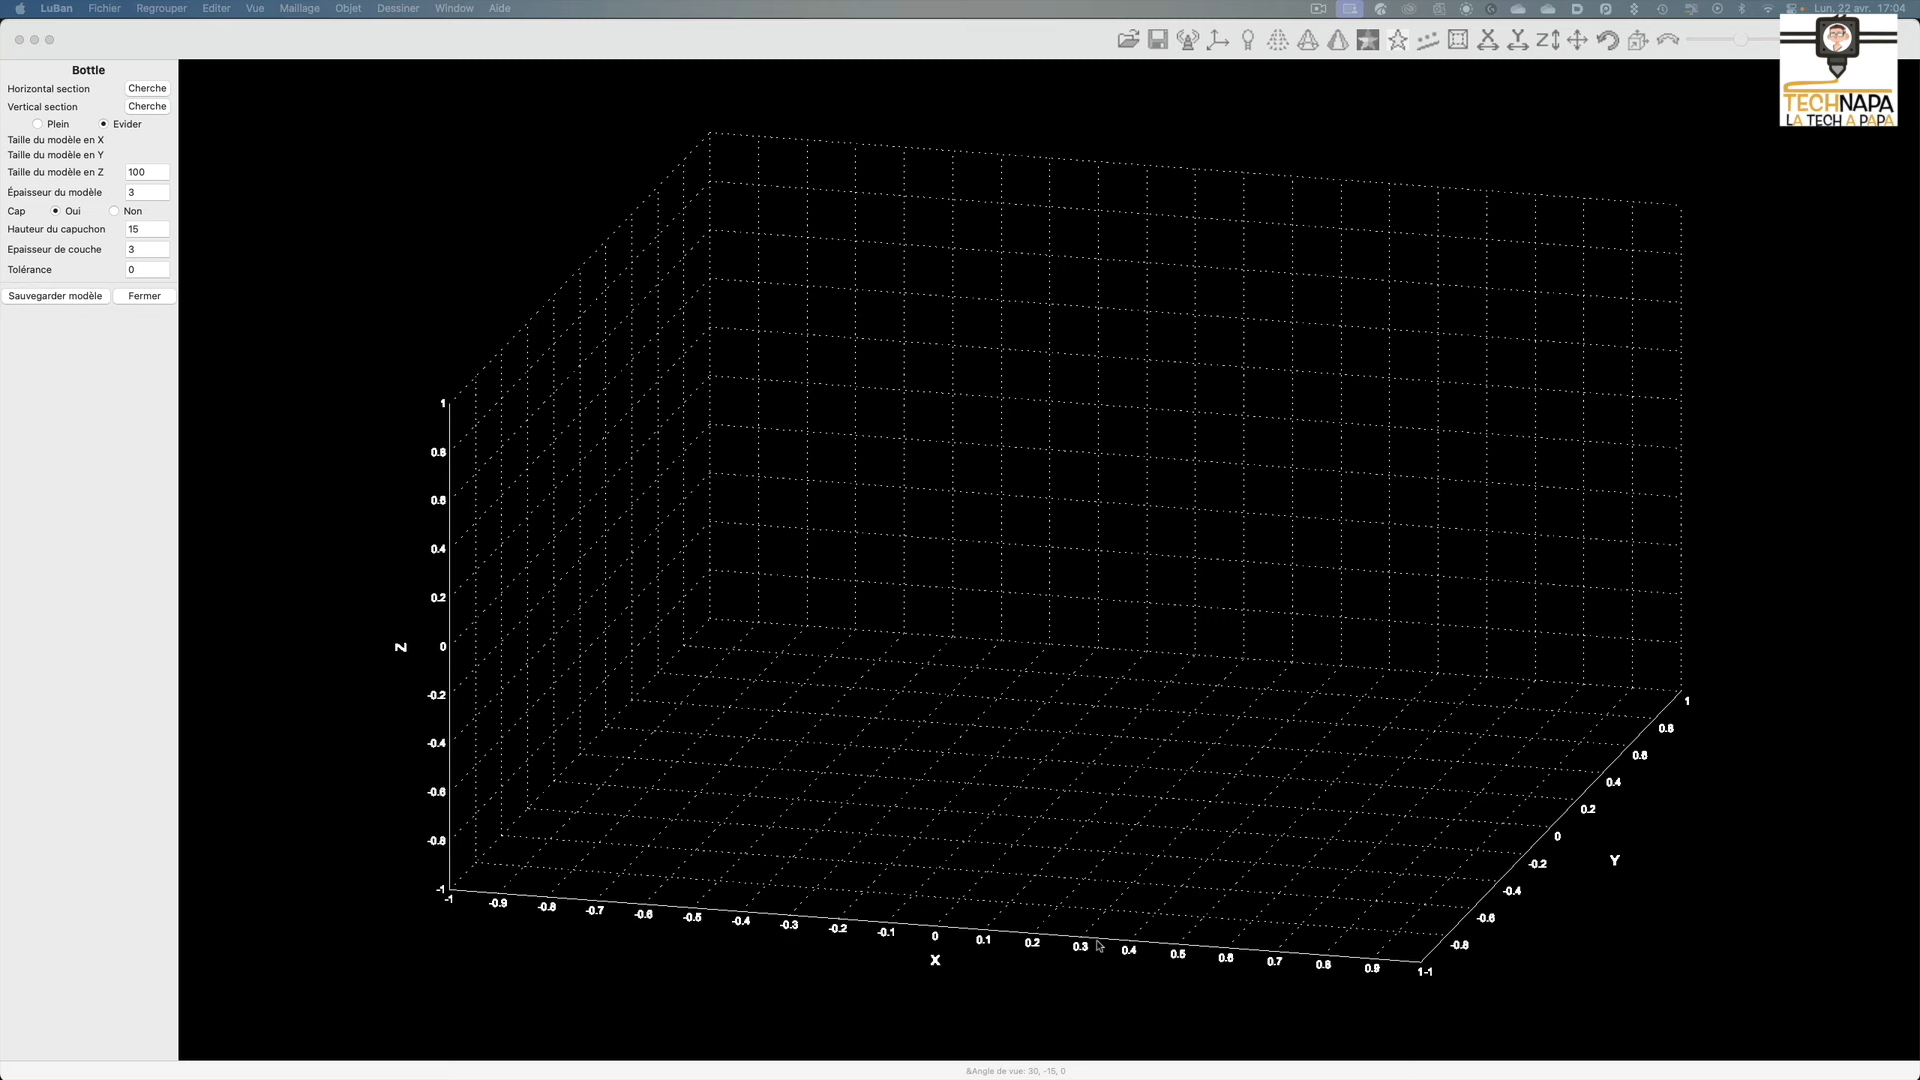 LuBan Fichier Regrouper Editer Vue Maillage Objet Dessiner Window Aide
Lun. 22 avr. 17:04
TECHNAPA
LA TECH A PAPA
Bottle
Horizontal section Cherche
Vertical section Cherche
Plein Evider
Taille du modèle en X
Taille du modèle en Y
Taille du modèle en Z 100
Épaisseur du modèle 3
Cap Oui Non
Hauteur du capuchon 15
Epaisseur de couche 3
Tolérance 0
Sauvegarder modèle Fermer
1
0.8
0.6
0.4
0.2
Z 0
-0.2
-0.4
-0.6
-0.8
-1
1
0.8
0.6
0.4
0.2
0
-0.2
Y
-0.4
-0.6
-0.8
-1 -0.9 -0.8 -0.7 -0.6 -0.5 -0.4 -0.3 -0.2 -0.1 0 0.1 0.2 0.3 0.4 0.5 0.6 0.7 0.8 0.9 1-1
X
&Angle de vue: 30, -15, 0